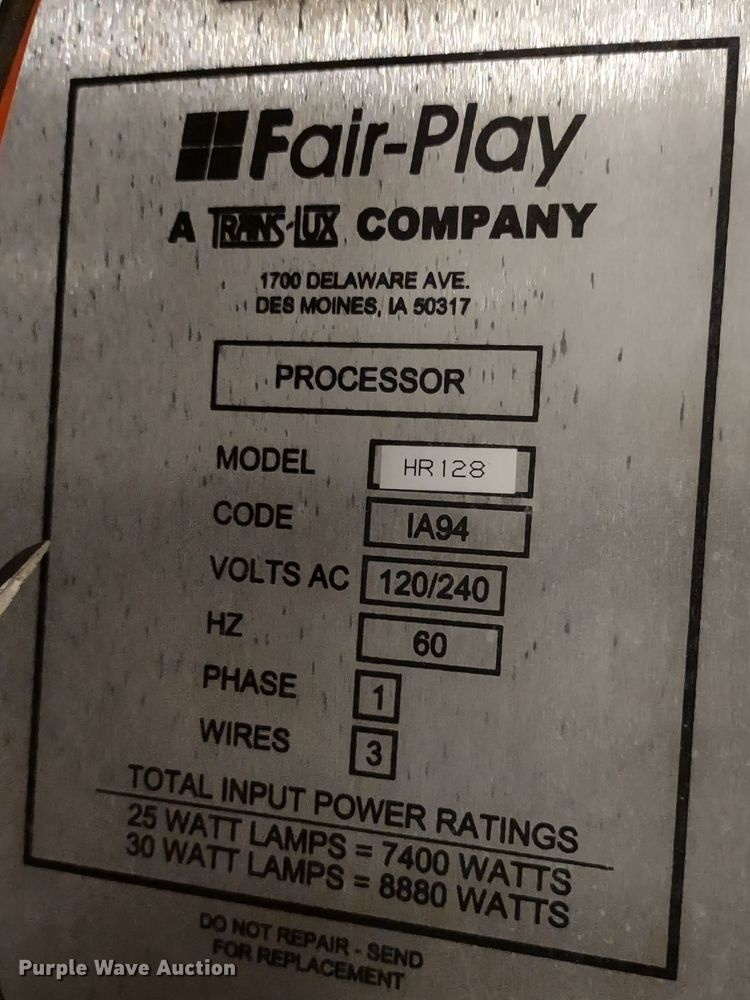 Fair-Play
A TRANS-LUX COMPANY
1700 DELAWARE AVE.
DES MOINES, IA 50317
PROCESSOR
MODEL HR128
CODE IA94
VOLTS AC 120/240
HZ 60
PHASE 1
WIRES 3
TOTAL INPUT POWER RATINGS
25 WATT LAMPS = 7400 WATTS
30 WATT LAMPS = 8880 WATTS
DO NOT REPAIR - SEND
FOR REPLACEMENT
Purple Wave Auction